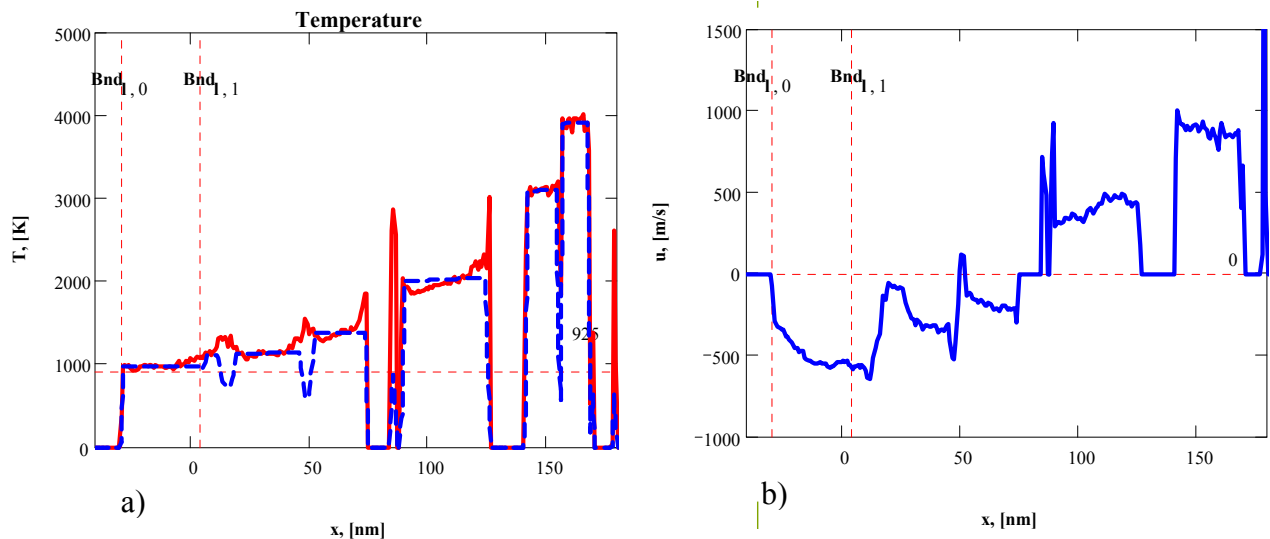 Temperature
5000
4000
3000
2000
1000
0
T, [K]
Bnd1, 0
Bnd1, 1
925
0
50
100
150
a)
x, [nm]
1500
1000
500
0
−500
−1000
u, [m/s]
Bnd1, 0
Bnd1, 1
0
0
50
100
150
b)
x, [nm]